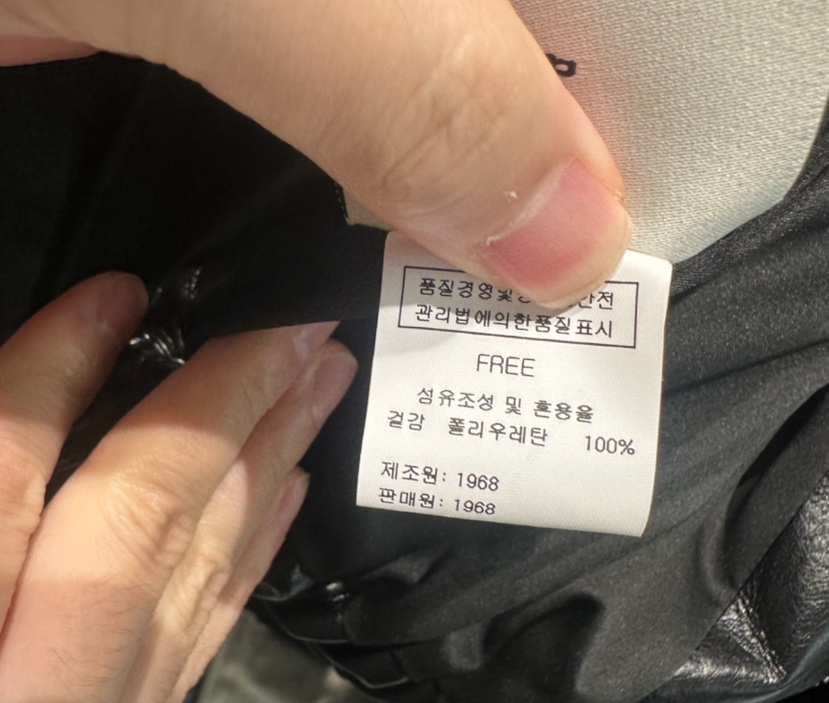 품질경영및 안전
관리법에의한품질표시
FREE
섬유조성 및 혼용율
겉감 폴리우레탄 100%
제조원: 1968
판매원: 1968